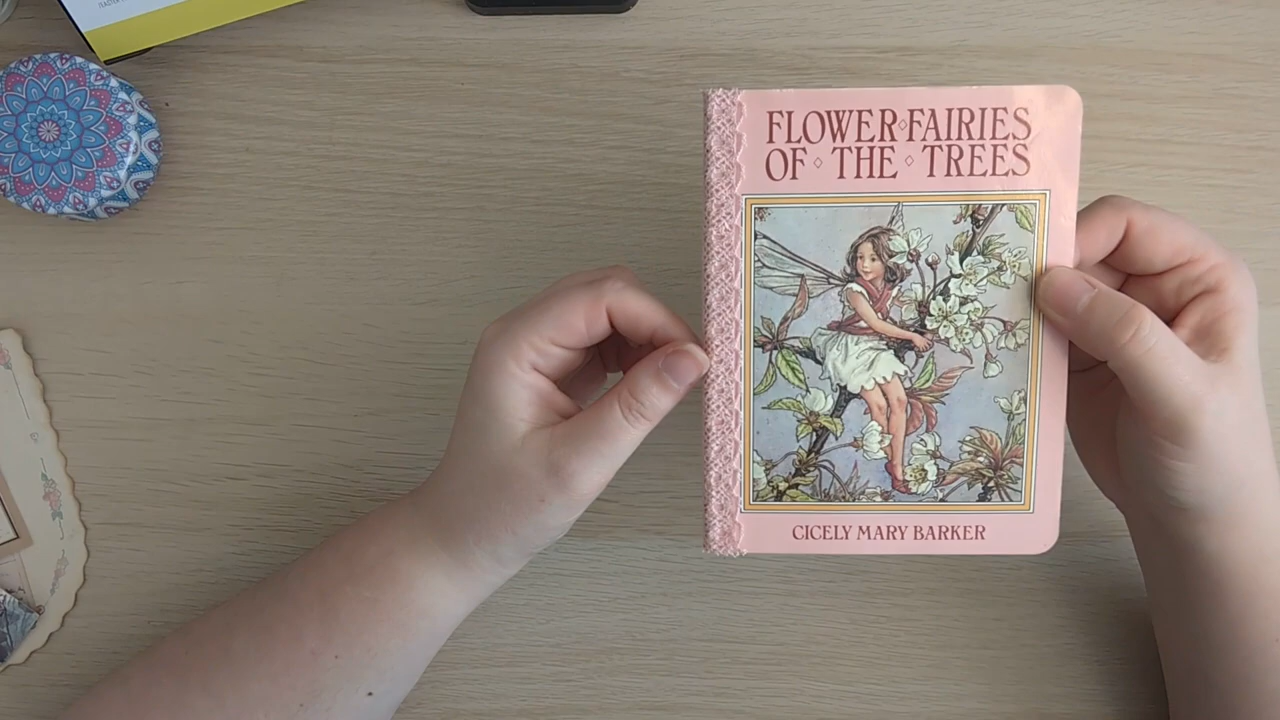 FLOWER◇FAIRIES
OF ◇ THE ◇ TREES
CICELY MARY BARKER